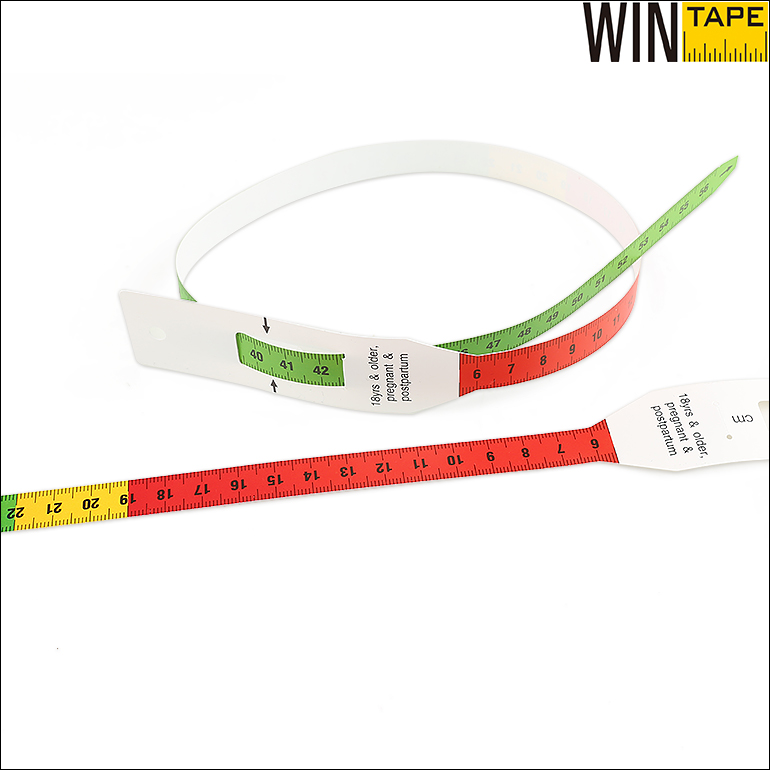 WIN TAPE
56
55
54
53
52
51
50
49
48
47
40 41 42
18yrs & older,
pregnant &
postpartum
6 7 8 9 10 11
18yrs & older,
pregnant &
postpartum
cm
6 7 8 9 10 11 12 13 14 15 16 17 18 19 20 21 22